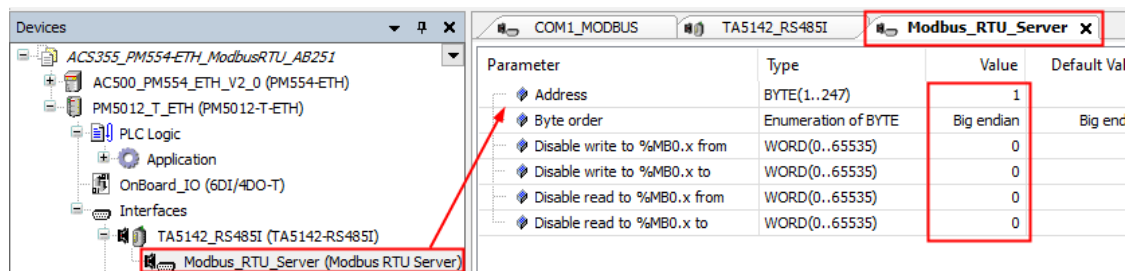 Devices
ACS355_PM554-ETH_ModbusRTU_AB251
AC500_PM554_ETH_V2_0 (PM554-ETH)
PM5012_T_ETH (PM5012-T-ETH)
PLC Logic
Application
OnBoard_IO (6DI/4DO-T)
Interfaces
TA5142_RS485I (TA5142-RS485I)
Modbus_RTU_Server (Modbus RTU Server)
COM1_MODBUS TA5142_RS485I Modbus_RTU_Server X
Parameter Type Value Default Val
Address BYTE(1..247) 1
Byte order Enumeration of BYTE Big endian Big end
Disable write to %MB0.x from WORD(0..65535) 0
Disable write to %MB0.x to WORD(0..65535) 0
Disable read to %MB0.x from WORD(0..65535) 0
Disable read to %MB0.x to WORD(0..65535) 0